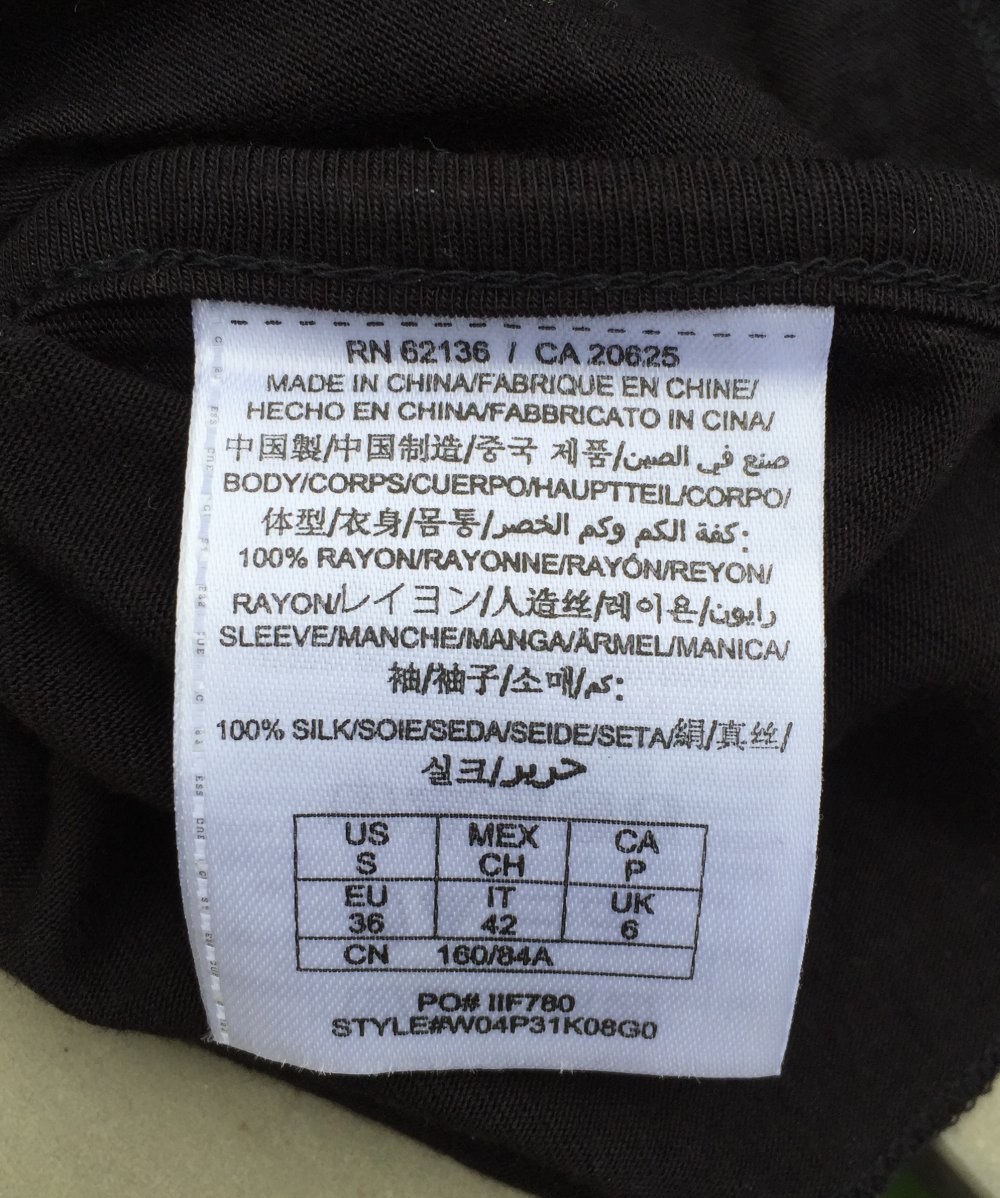 RN 62136 / CA 20625
MADE IN CHINA/FABRIQUE EN CHINE/
HECHO EN CHINA/FABBRICATO IN CINA/
中国製/中国制造/중국 제품/صنع في الصين
BODY/CORPS/CUERPO/HAUPTTEIL/CORPO/
体型/衣身/몸통/كفة الكم وكم الخصر:
100% RAYON/RAYONNE/RAYÓN/REYON/
RAYON/レイヨン/人造丝/레이온/رايون
SLEEVE/MANCHE/MANGA/ÄRMEL/MANICA/
袖/袖子/소매/كم:
100% SILK/SOIE/SEDA/SEIDE/SETA/絹/真丝/
실크/حرير
US MEX CA
S CH P
EU IT UK
36 42 6
CN 160/84A
PO# IIF780
STYLE#W04P31K08G0